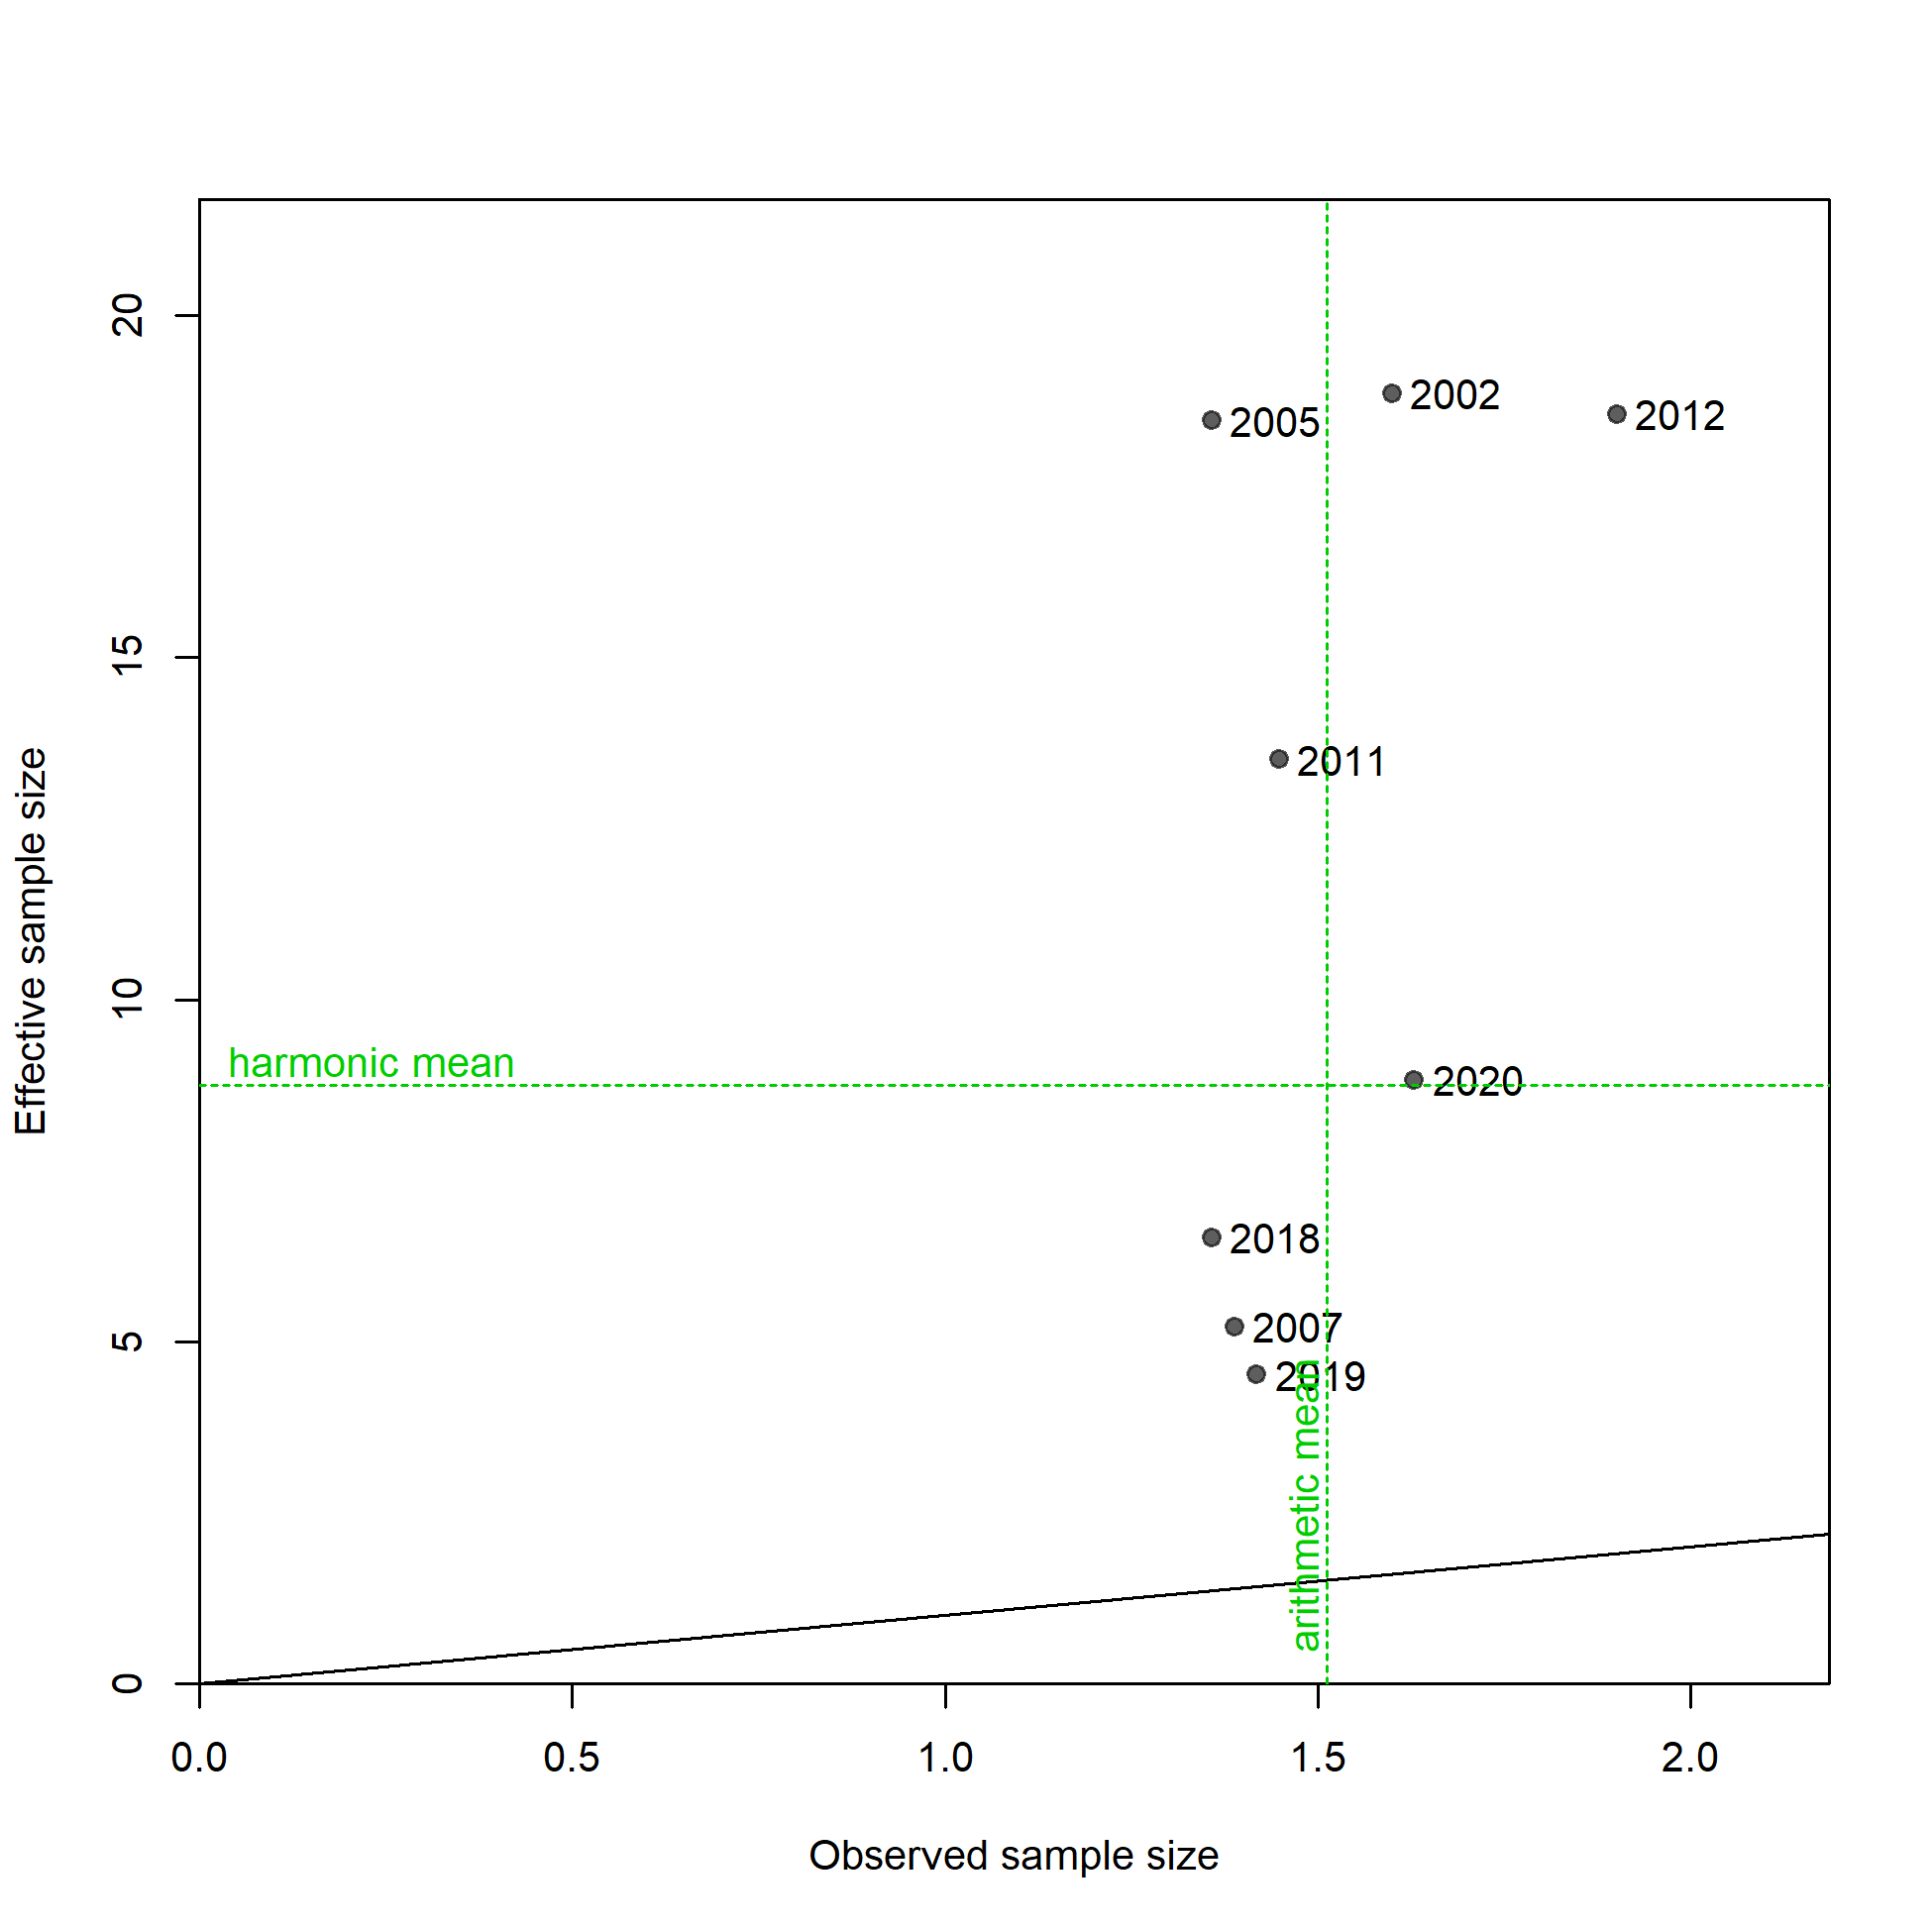 20
15
10
5
0
Effective sample size
2005
2002
2012
2011
harmonic mean
2020
2018
2007
2019
arithmetic mean
0.0 0.5 1.0 1.5 2.0
Observed sample size